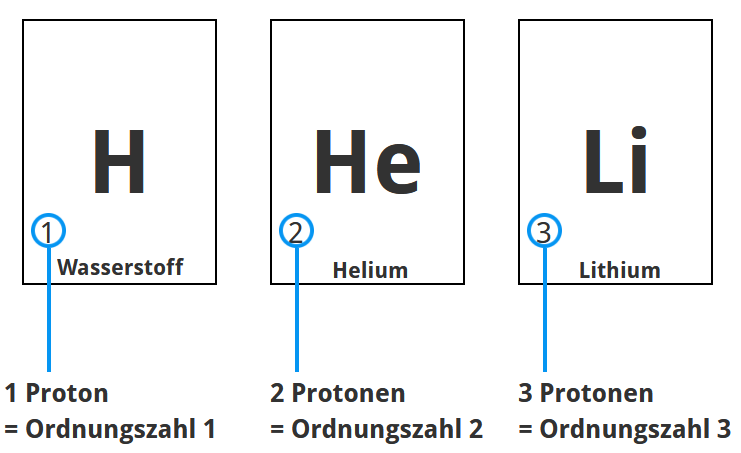 H
1
Wasserstoff
1 Proton
= Ordnungszahl 1
He
2
Helium
2 Protonen
= Ordnungszahl 2
Li
3
Lithium
3 Protonen
= Ordnungszahl 3